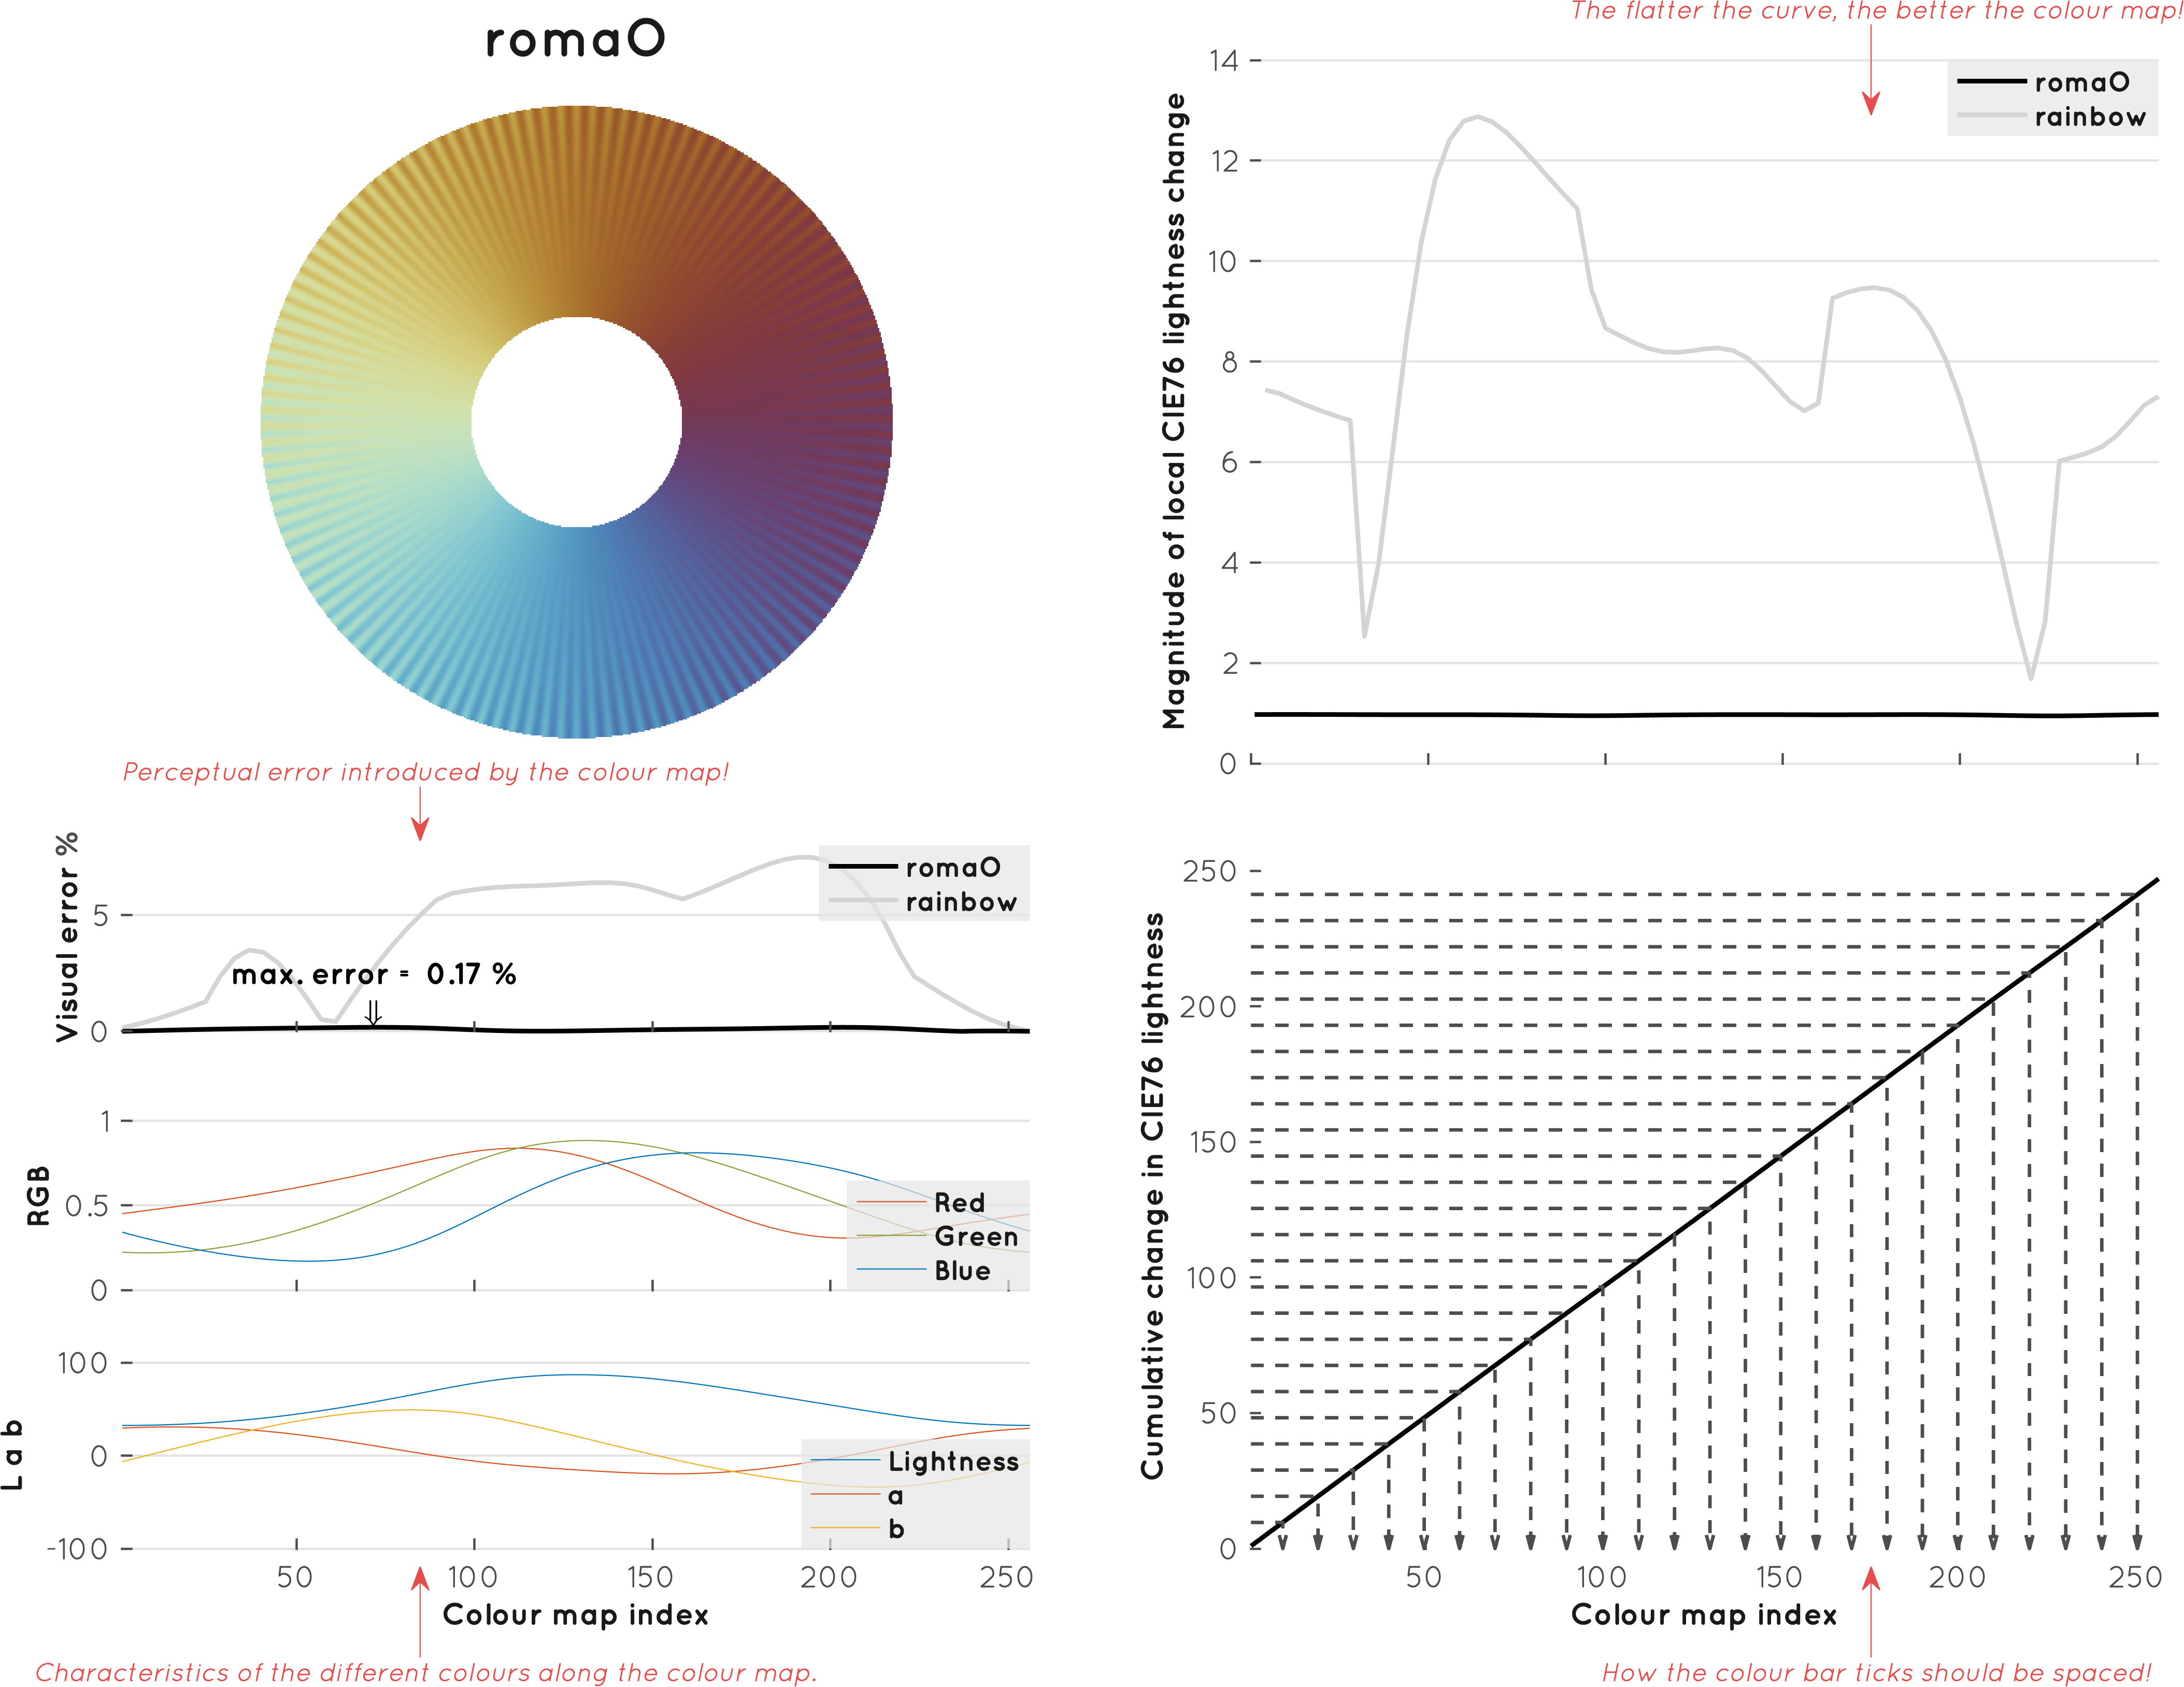 romaO
Perceptual error introduced by the colour map!
Visual error %
5
0
romaO
rainbow
max. error = 0.17 %
RGB
1
0.5
0
Red
Green
Blue
L a b
100
0
-100
Lightness
a
b
50 100 150 200 250
Colour map index
Characteristics of the different colours along the colour map.
The flatter the curve, the better the colour map!
Magnitude of local CIE76 lightness change
14
12
10
8
6
4
2
0
romaO
rainbow
Cumulative change in CIE76 lightness
250
200
150
100
50
0
50 100 150 200 250
Colour map index
How the colour bar ticks should be spaced!